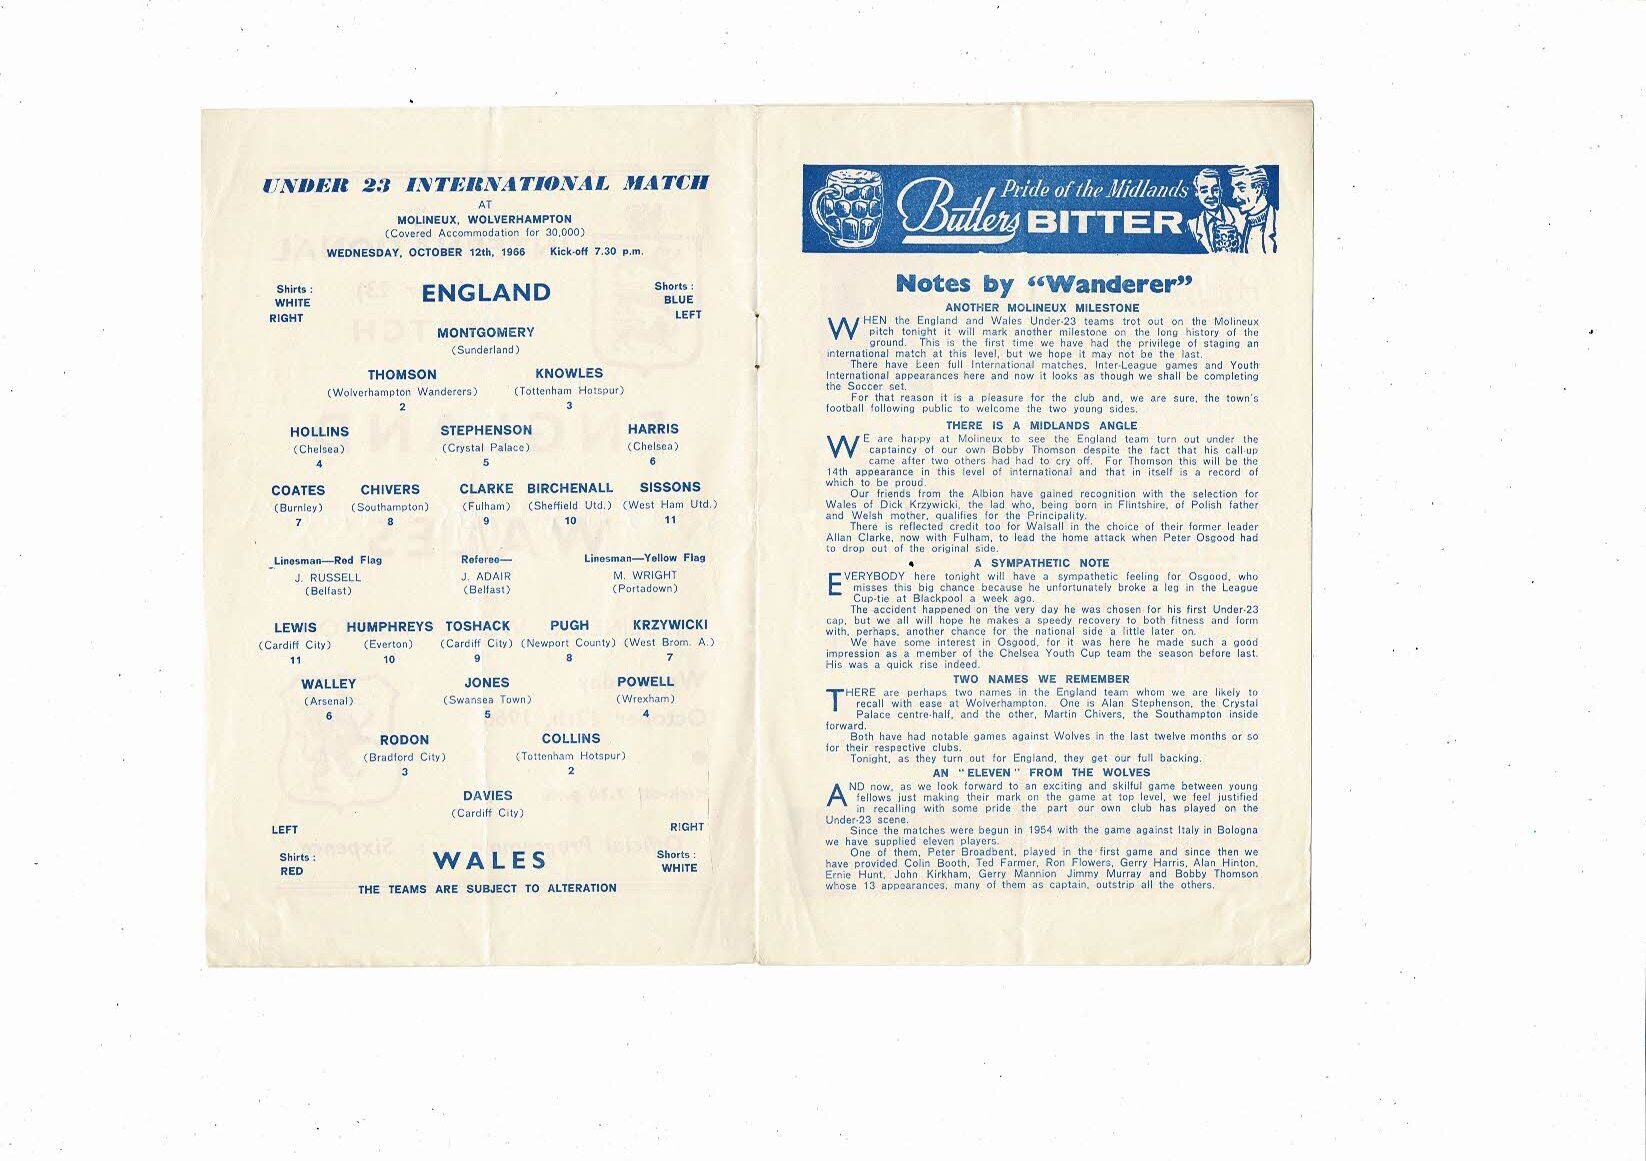 UNDER 23 INTERNATIONAL MATCH
AT
MOLINEUX, WOLVERHAMPTON
(Covered Accommodation for 30,000)
WEDNESDAY, OCTOBER 12th, 1966 Kick-off 7.30 p.m.
Shirts : WHITE RIGHT
ENGLAND
Shorts : BLUE LEFT
MONTGOMERY
(Sunderland)
THOMSON KNOWLES
(Wolverhampton Wanderers) (Tottenham Hotspur)
2 3
HOLLINS STEPHENSON HARRIS
(Chelsea) (Crystal Palace) (Chelsea)
4 5 6
COATES CHIVERS CLARKE BIRCHENALL SISSONS
(Burnley) (Southampton) (Fulham) (Sheffield Utd.) (West Ham Utd.)
7 8 9 10 11
Linesman—Red Flag Referee— Linesman—Yellow Flag
J. RUSSELL J. ADAIR M. WRIGHT
(Belfast) (Belfast) (Portadown)
LEWIS HUMPHREYS TOSHACK PUGH KRZYWICKI
(Cardiff City) (Everton) (Cardiff City) (Newport County) (West Brom. A.)
11 10 9 8 7
WALLEY JONES POWELL
(Arsenal) (Swansea Town) (Wrexham)
6 5 4
RODON COLLINS
(Bradford City) (Tottenham Hotspur)
3 2
DAVIES
(Cardiff City)
LEFT RIGHT
Shirts : RED
WALES
Shorts : WHITE
THE TEAMS ARE SUBJECT TO ALTERATION
Pride of the Midlands
Butlers BITTER
Notes by "Wanderer"
ANOTHER MOLINEUX MILESTONE
WHEN the England and Wales Under-23 teams trot out on the Molineux
pitch tonight it will mark another milestone on the long history of the
ground. This is the first time we have had the privilege of staging an
international match at this level, but we hope it may not be the last.
There have been full International matches, Inter-League games and Youth
International appearances here and now it looks as though we shall be completing
the Soccer set.
For that reason it is a pleasure for the club and, we are sure, the town's
football following public to welcome the two young sides.
THERE IS A MIDLANDS ANGLE
WE are happy at Molineux to see the England team turn out under the
captaincy of our own Bobby Thomson despite the fact that his call-up
came after two others had had to cry off. For Thomson this will be the
14th appearance in this level of international and that in itself is a record of
which to be proud.
Our friends from the Albion have gained recognition with the selection for
Wales of Dick Krzywicki, the lad who, being born in Flintshire, of Polish father
and Welsh mother, qualifies for the Principality.
There is reflected credit too for Walsall in the choice of their former leader
Allan Clarke, now with Fulham, to lead the home attack when Peter Osgood had
to drop out of the original side.
A SYMPATHETIC NOTE
EVERYBODY here tonight will have a sympathetic feeling for Osgood, who
misses this big chance because he unfortunately broke a leg in the League
Cup-tie at Blackpool a week ago.
The accident happened on the very day he was chosen for his first Under-23
cap, but we all will hope he makes a speedy recovery to both fitness and form
with, perhaps, another chance for the national side a little later on.
We have some interest in Osgood, for it was here he made such a good
impression as a member of the Chelsea Youth Cup team the season before last.
His was a quick rise indeed.
TWO NAMES WE REMEMBER
THERE are perhaps two names in the England team whom we are likely to
recall with ease at Wolverhampton. One is Alan Stephenson, the Crystal
Palace centre-half, and the other, Martin Chivers, the Southampton inside
forward.
Both have had notable games against Wolves in the last twelve months or so
for their respective clubs.
Tonight, as they turn out for England, they get our full backing.
AN "ELEVEN" FROM THE WOLVES
AND now, as we look forward to an exciting and skilful game between young
fellows just making their mark on the game at top level, we feel justified
in recalling with some pride the part our own club has played on the
Under-23 scene.
Since the matches were begun in 1954 with the game against Italy in Bologna
we have supplied eleven players.
One of them, Peter Broadbent, played in the first game and since then we
have provided Colin Booth, Ted Farmer, Ron Flowers, Gerry Harris, Alan Hinton,
Ernie Hunt, John Kirkham, Gerry Mannion Jimmy Murray and Bobby Thomson
whose 13 appearances, many of them as captain, outstrip all the others.